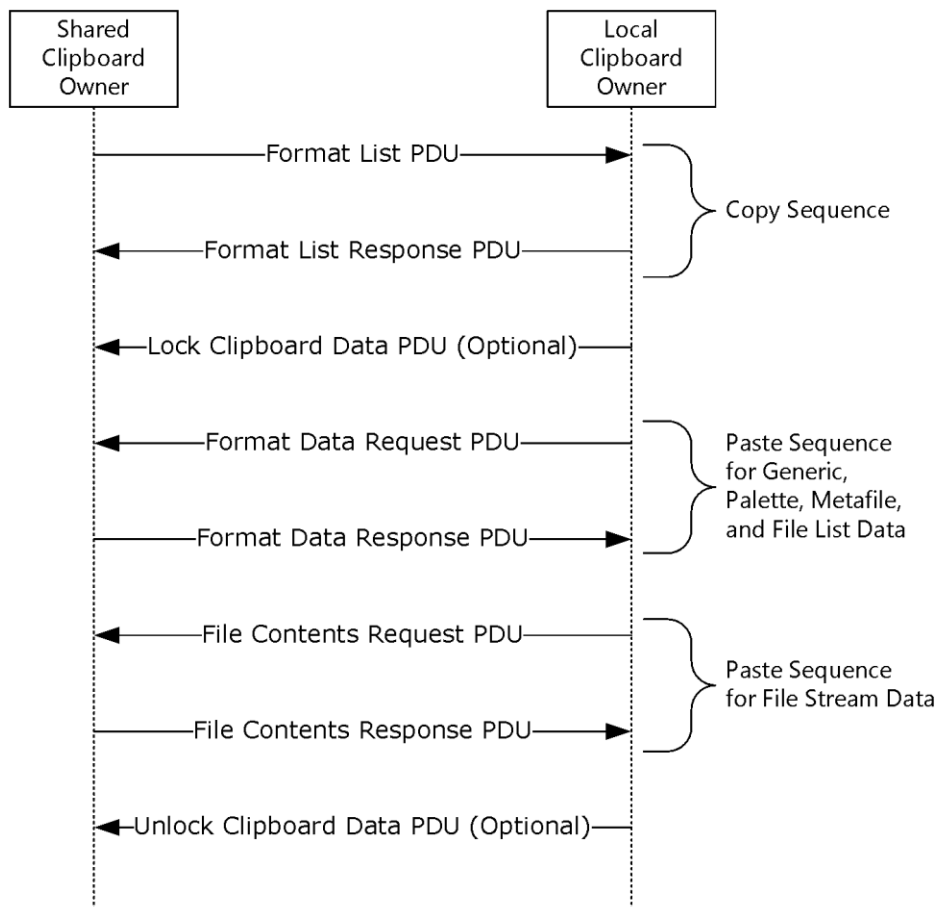 Shared
Clipboard
Owner
Local
Clipboard
Owner
Format List PDU
Copy Sequence
Format List Response PDU
Lock Clipboard Data PDU (Optional)
Format Data Request PDU
Paste Sequence
for Generic,
Palette, Metafile,
and File List Data
Format Data Response PDU
File Contents Request PDU
Paste Sequence
for File Stream Data
File Contents Response PDU
Unlock Clipboard Data PDU (Optional)